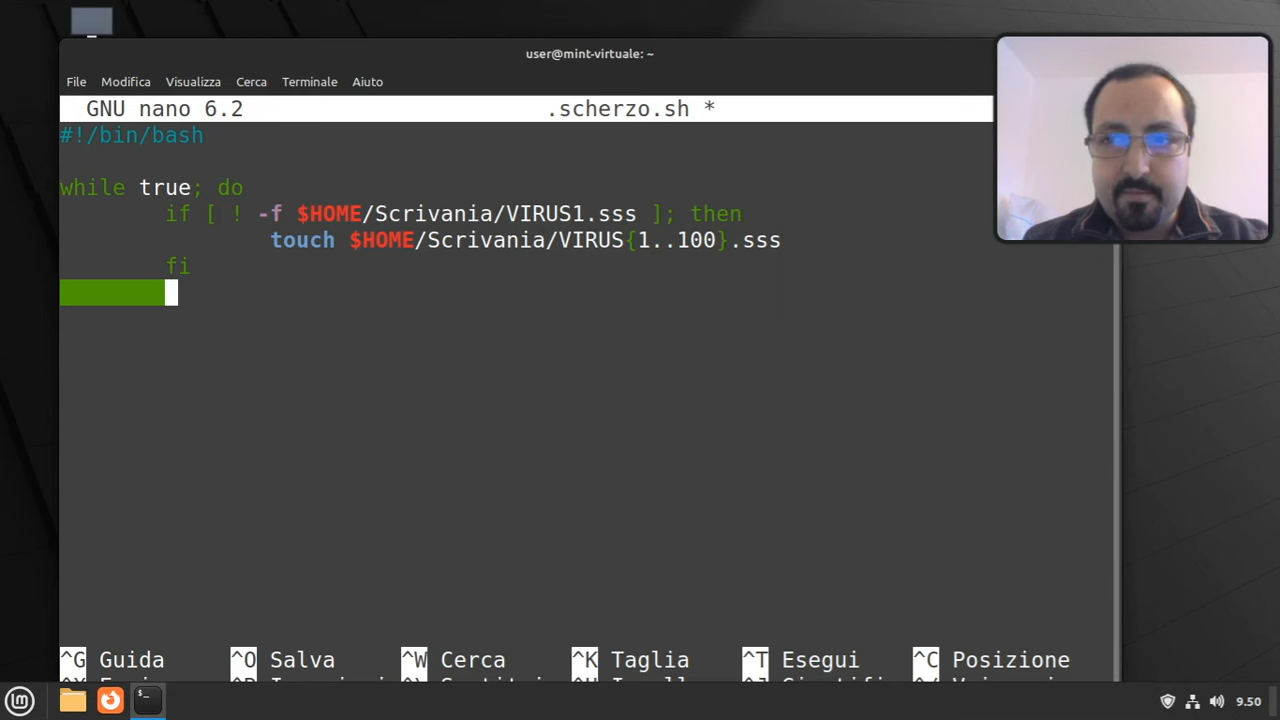 user@mint-virtuale: ~
File Modifica Visualizza Cerca Terminale Aiuto
GNU nano 6.2 .scherzo.sh *
#!/bin/bash
while true; do
if [ ! -f $HOME/Scrivania/VIRUS1.sss ]; then
touch $HOME/Scrivania/VIRUS{1..100}.sss
fi
^G Guida ^O Salva ^W Cerca ^K Taglia ^T Esegui ^C Posizione
9.50